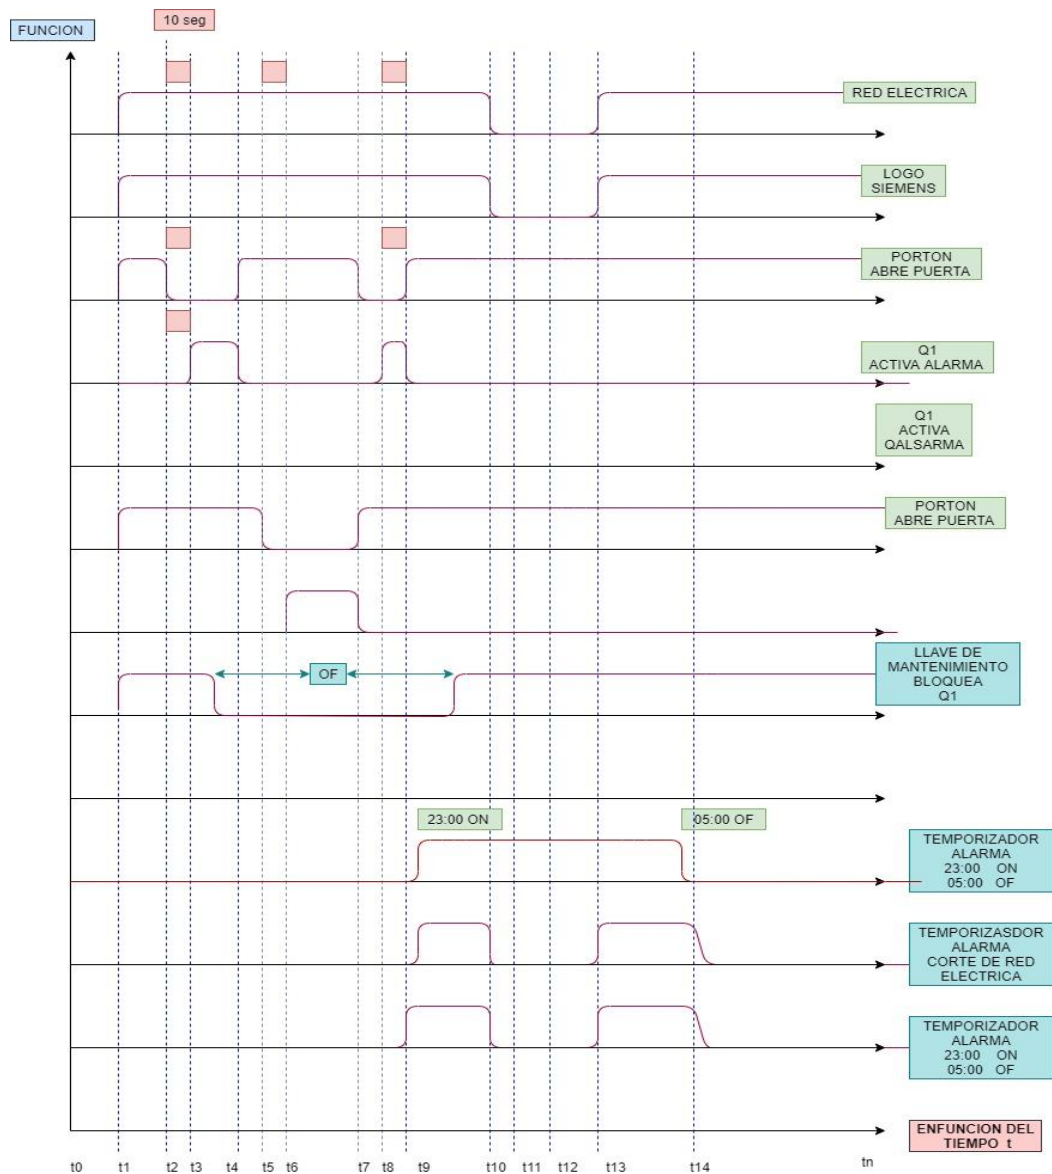 10 seg
FUNCION
RED ELECTRICA
LOGO
SIEMENS
PORTON
ABRE PUERTA
Q1
ACTIVA ALARMA
Q1
ACTIVA
QALSARMA
PORTON
ABRE PUERTA
OF
LLAVE DE
MANTENIMIENTO
BLOQUEA
Q1
23:00 ON
05:00 OF
TEMPORIZADOR
ALARMA
23:00 ON
05:00 OF
TEMPORIZASDOR
ALARMA
CORTE DE RED
ELECTRICA
TEMPORIZADOR
ALARMA
23:00 ON
05:00 OF
ENFUNCION DEL
TIEMPO t
t0 t1 t2 t3 t4 t5 t6 t7 t8 t9 t10 t11 t12 t13 t14 tn